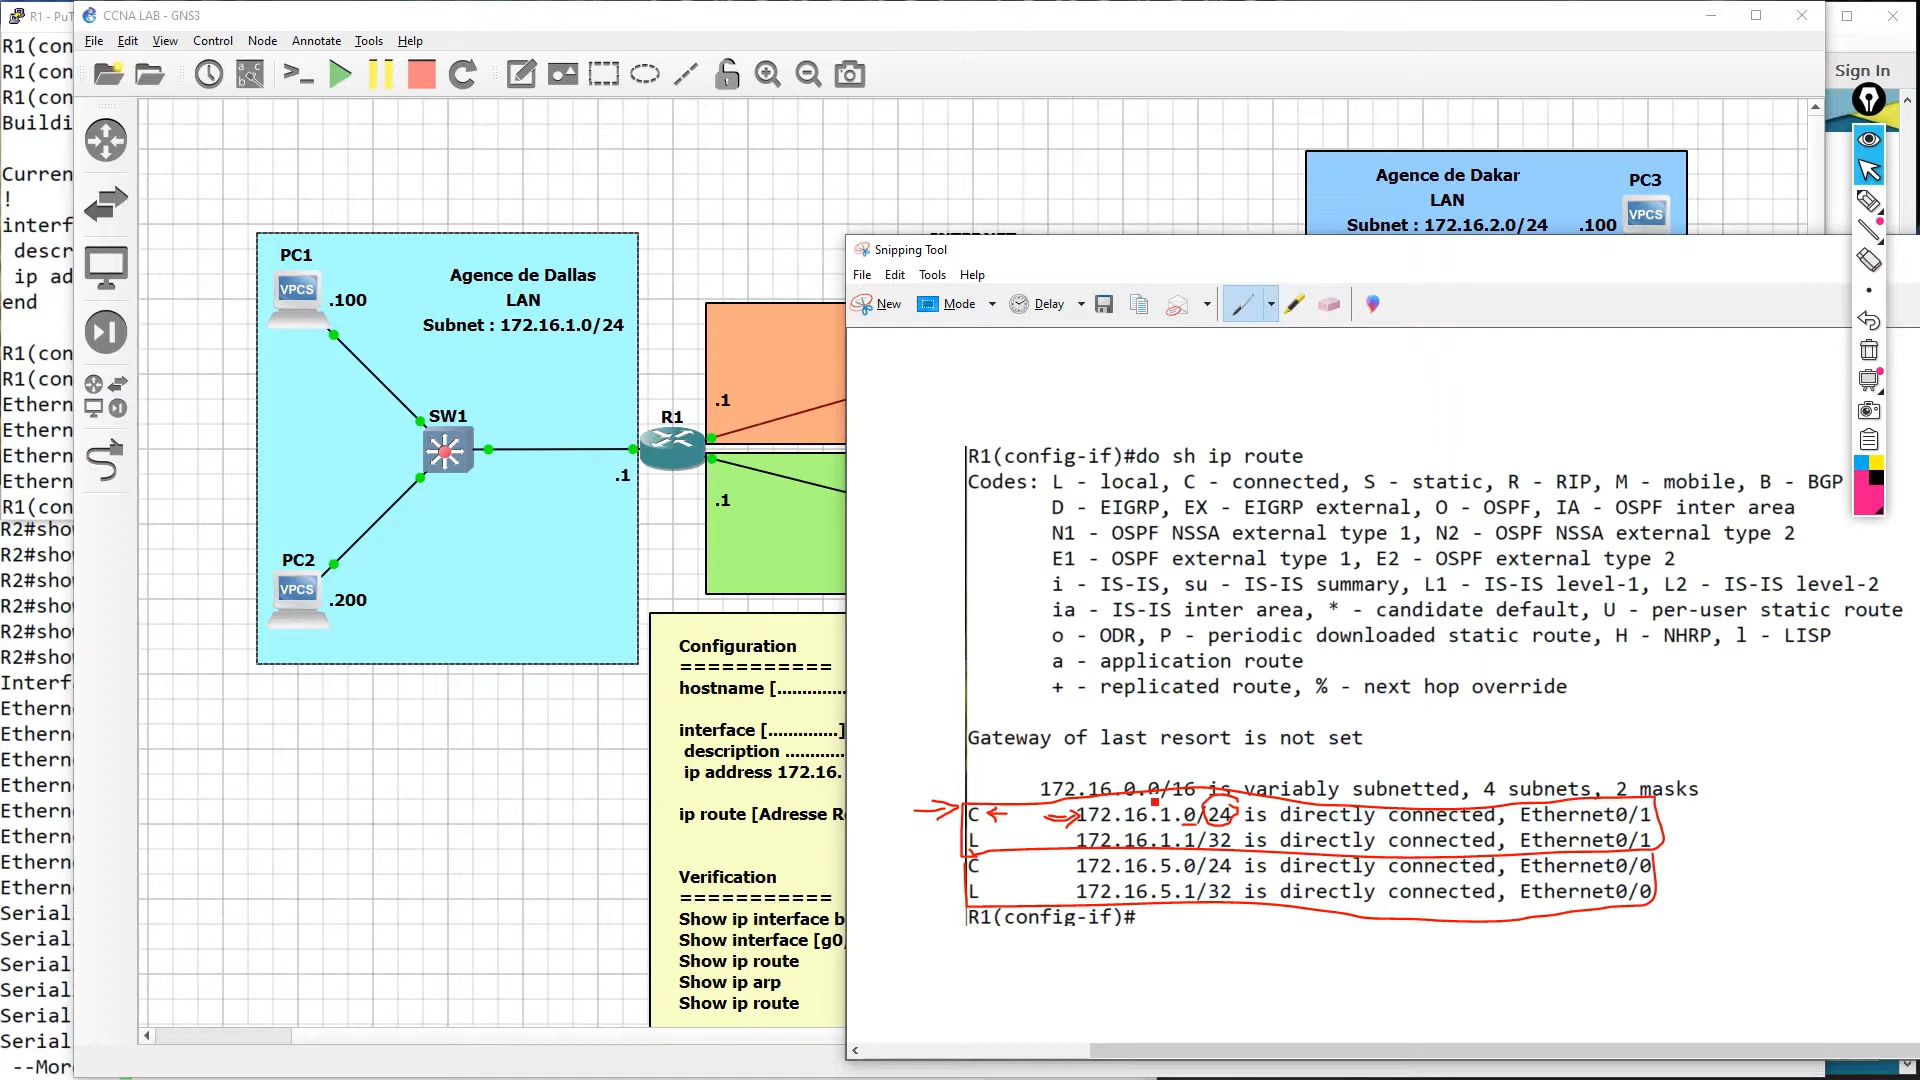 R1 - PuT
CCNA LAB - GNS3
File Edit View Control Node Annotate Tools Help
Sign In
R1(con
R1(con
R1(con
Buildi
Curren
!
interf
descr
ip ad
end
R1(con
R1(con
Ethern
Ethern
Ethern
Ethern
R1(con
R2#show
R2#show
R2#show
R2#show
R2#show
R2#show
Interf
Ethern
Ethern
Ethern
Ethern
Ethern
Ethern
Ethern
Ethern
Serial
Serial
Serial
Serial
Serial
Serial
--Mor
PC1
VPCS
.100
Agence de Dallas
LAN
Subnet : 172.16.1.0/24
SW1
.1
PC2
VPCS
.200
R1
.1
.1
Agence de Dakar
LAN
Subnet : 172.16.2.0/24
.100
PC3
VPCS
Configuration
===========
hostname [..............
interface [..............]
description ..........
ip address 172.16.
ip route [Adresse R
Verification
===========
Show ip interface b
Show interface [g0,
Show ip route
Show ip arp
Show ip route
Snipping Tool
File Edit Tools Help
New Mode Delay
R1(config-if)#do sh ip route
Codes: L - local, C - connected, S - static, R - RIP, M - mobile, B - BGP
D - EIGRP, EX - EIGRP external, O - OSPF, IA - OSPF inter area
N1 - OSPF NSSA external type 1, N2 - OSPF NSSA external type 2
E1 - OSPF external type 1, E2 - OSPF external type 2
i - IS-IS, su - IS-IS summary, L1 - IS-IS level-1, L2 - IS-IS level-2
ia - IS-IS inter area, * - candidate default, U - per-user static route
o - ODR, P - periodic downloaded static route, H - NHRP, l - LISP
a - application route
+ - replicated route, % - next hop override
Gateway of last resort is not set
172.16.0.0/16 is variably subnetted, 4 subnets, 2 masks
C 172.16.1.0/24 is directly connected, Ethernet0/1
L 172.16.1.1/32 is directly connected, Ethernet0/1
C 172.16.5.0/24 is directly connected, Ethernet0/0
L 172.16.5.1/32 is directly connected, Ethernet0/0
R1(config-if)#